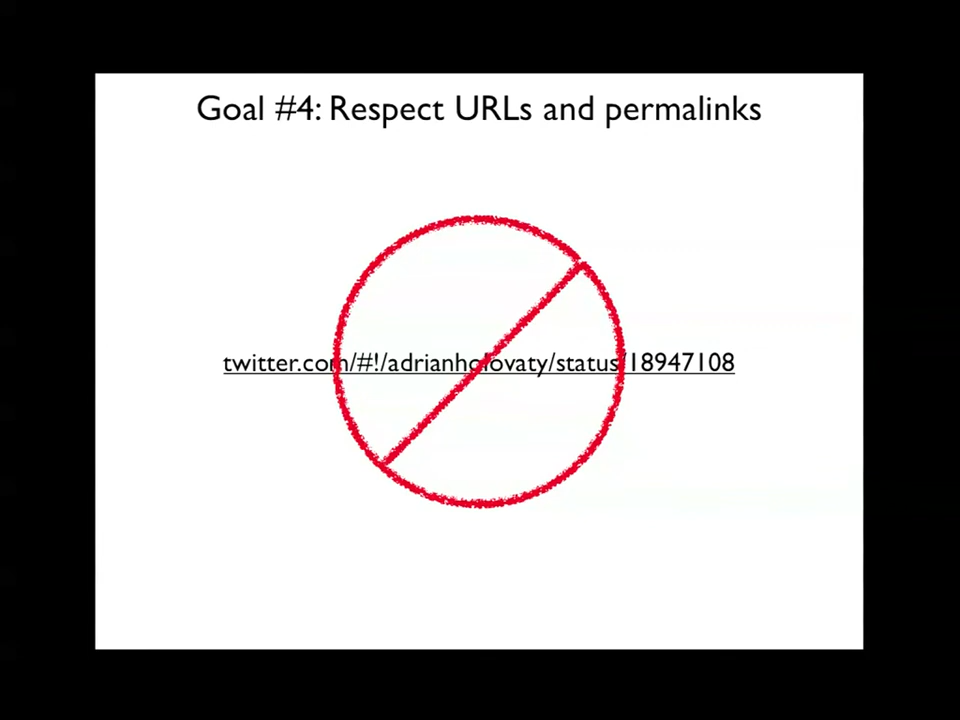 Goal #4: Respect URLs and permalinks
twitter.com/#!/adrianholovaty/status/18947108